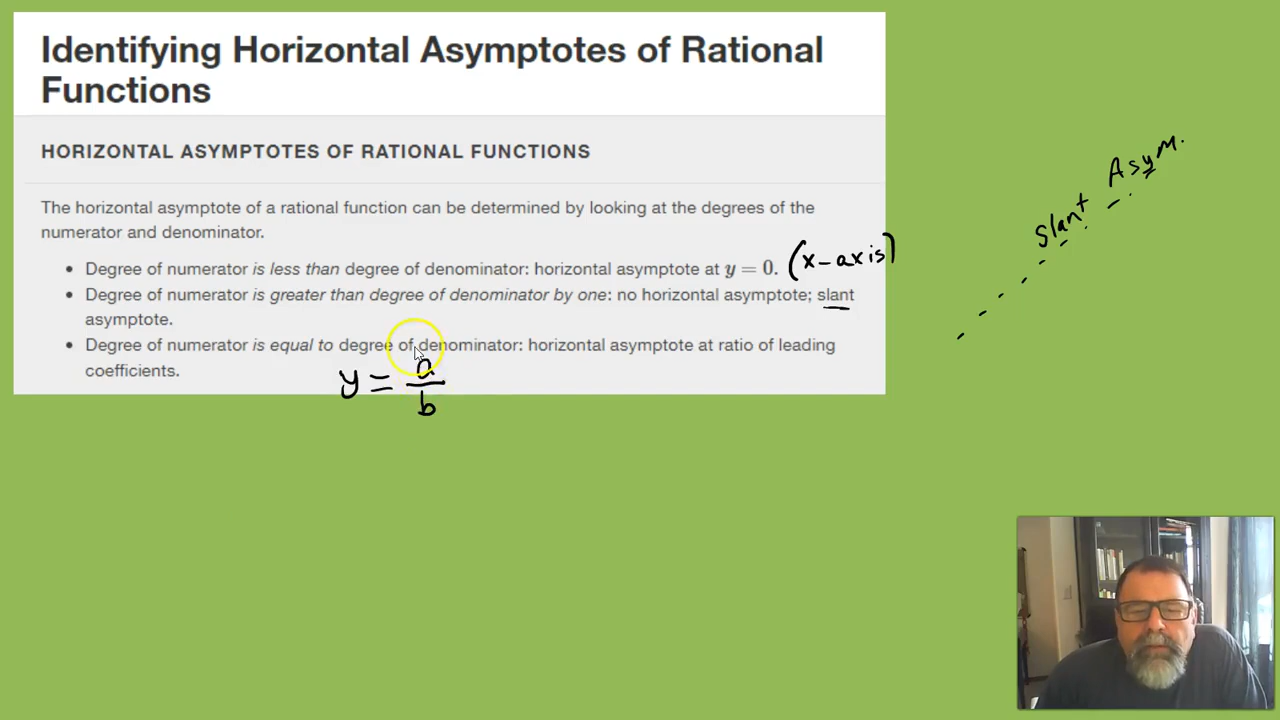 Identifying Horizontal Asymptotes of Rational
Functions
HORIZONTAL ASYMPTOTES OF RATIONAL FUNCTIONS
The horizontal asymptote of a rational function can be determined by looking at the degrees of the
numerator and denominator.
• Degree of numerator is less than degree of denominator: horizontal asymptote at y = 0. (x-axis)
• Degree of numerator is greater than degree of denominator by one: no horizontal asymptote; slant
asymptote.
• Degree of numerator is equal to degree of denominator: horizontal asymptote at ratio of leading
coefficients.
y = a/b
Slant Asym.